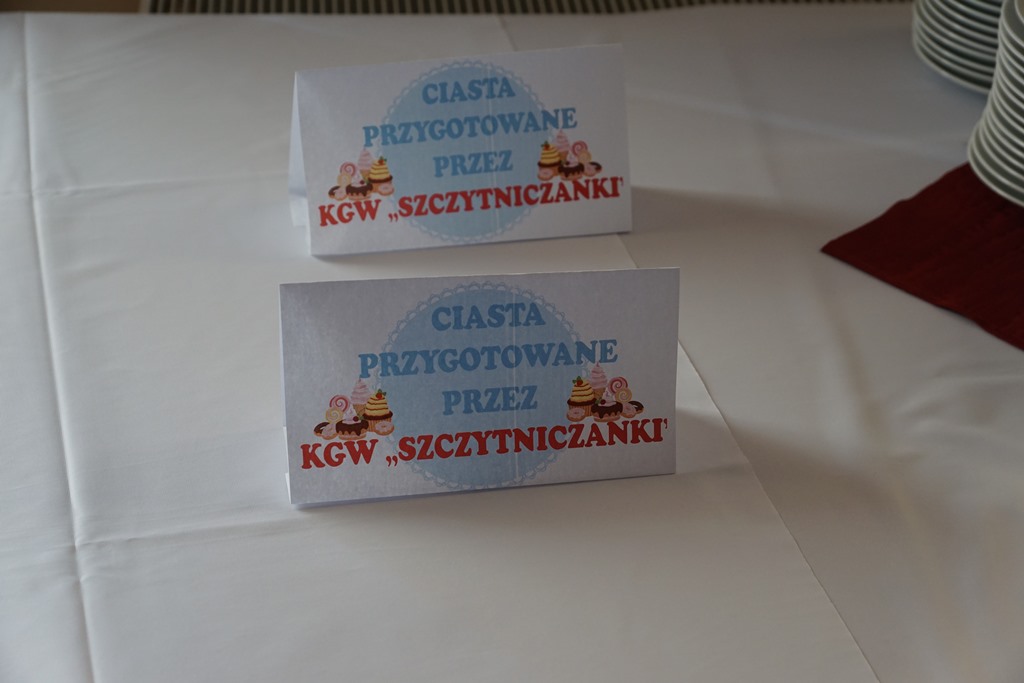 CIASTA
PRZYGOTOWANE
PRZEZ
KGW „SZCZYTNICZANKI'
CIASTA
PRZYGOTOWANE
PRZEZ
KGW „SZCZYTNICZANKI'